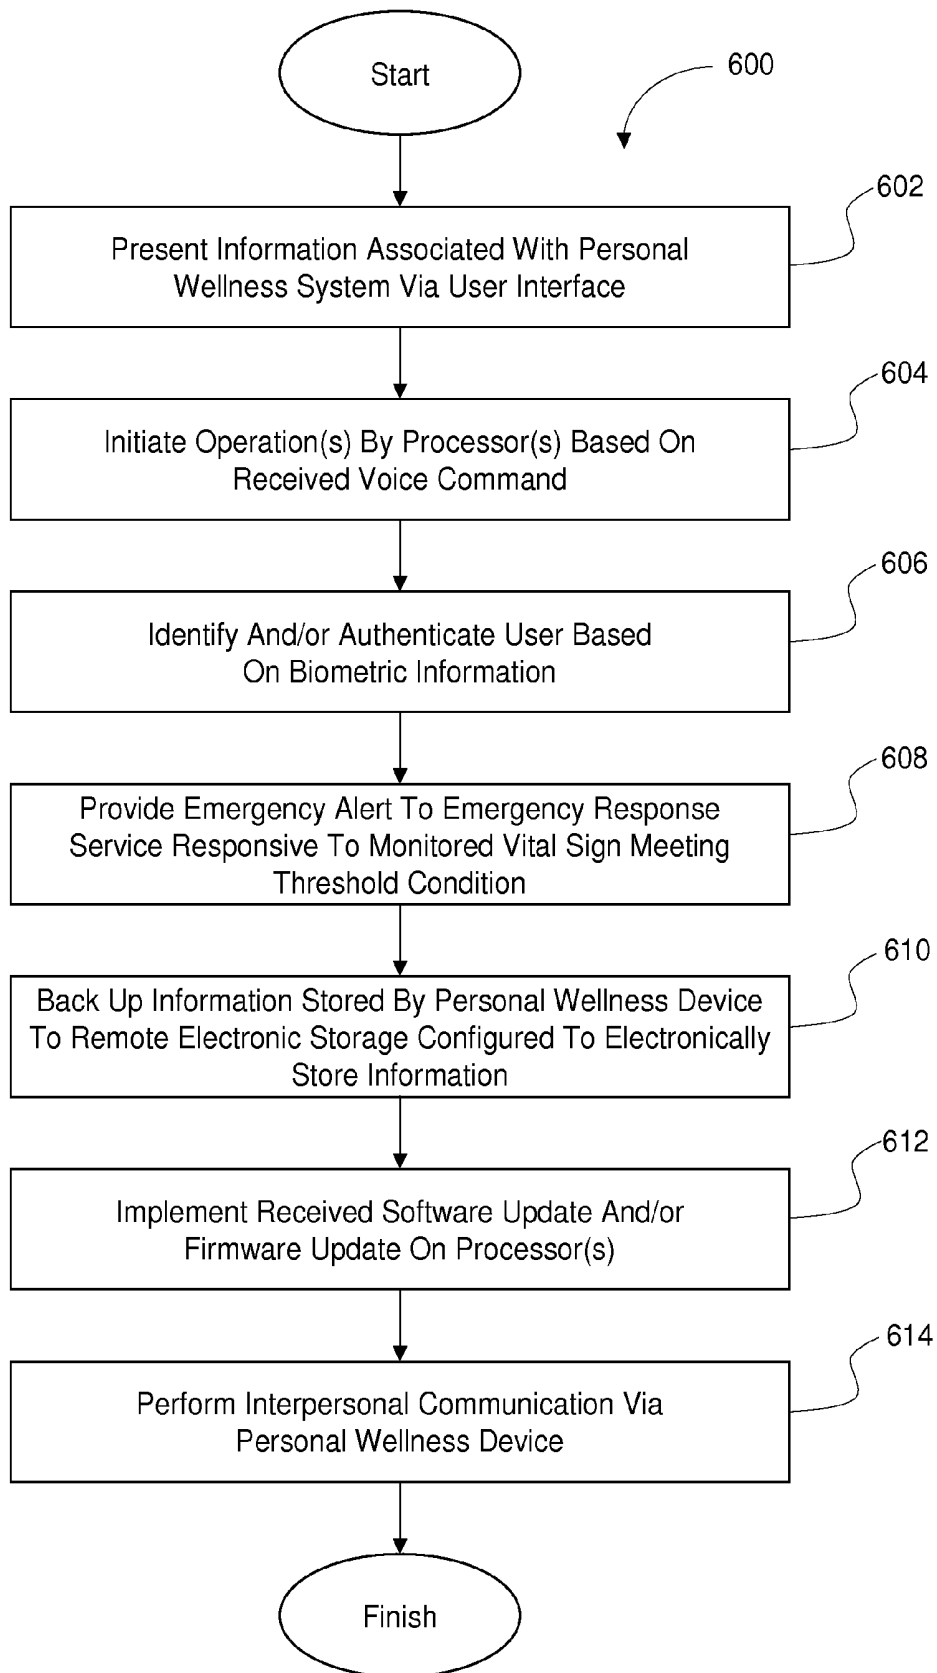 Start
600
602
Present Information Associated With Personal
Wellness System Via User Interface
604
Initiate Operation(s) By Processor(s) Based On
Received Voice Command
606
Identify And/or Authenticate User Based
On Biometric Information
608
Provide Emergency Alert To Emergency Response
Service Responsive To Monitored Vital Sign Meeting
Threshold Condition
610
Back Up Information Stored By Personal Wellness Device
To Remote Electronic Storage Configured To Electronically
Store Information
612
Implement Received Software Update And/or
Firmware Update On Processor(s)
614
Perform Interpersonal Communication Via
Personal Wellness Device
Finish